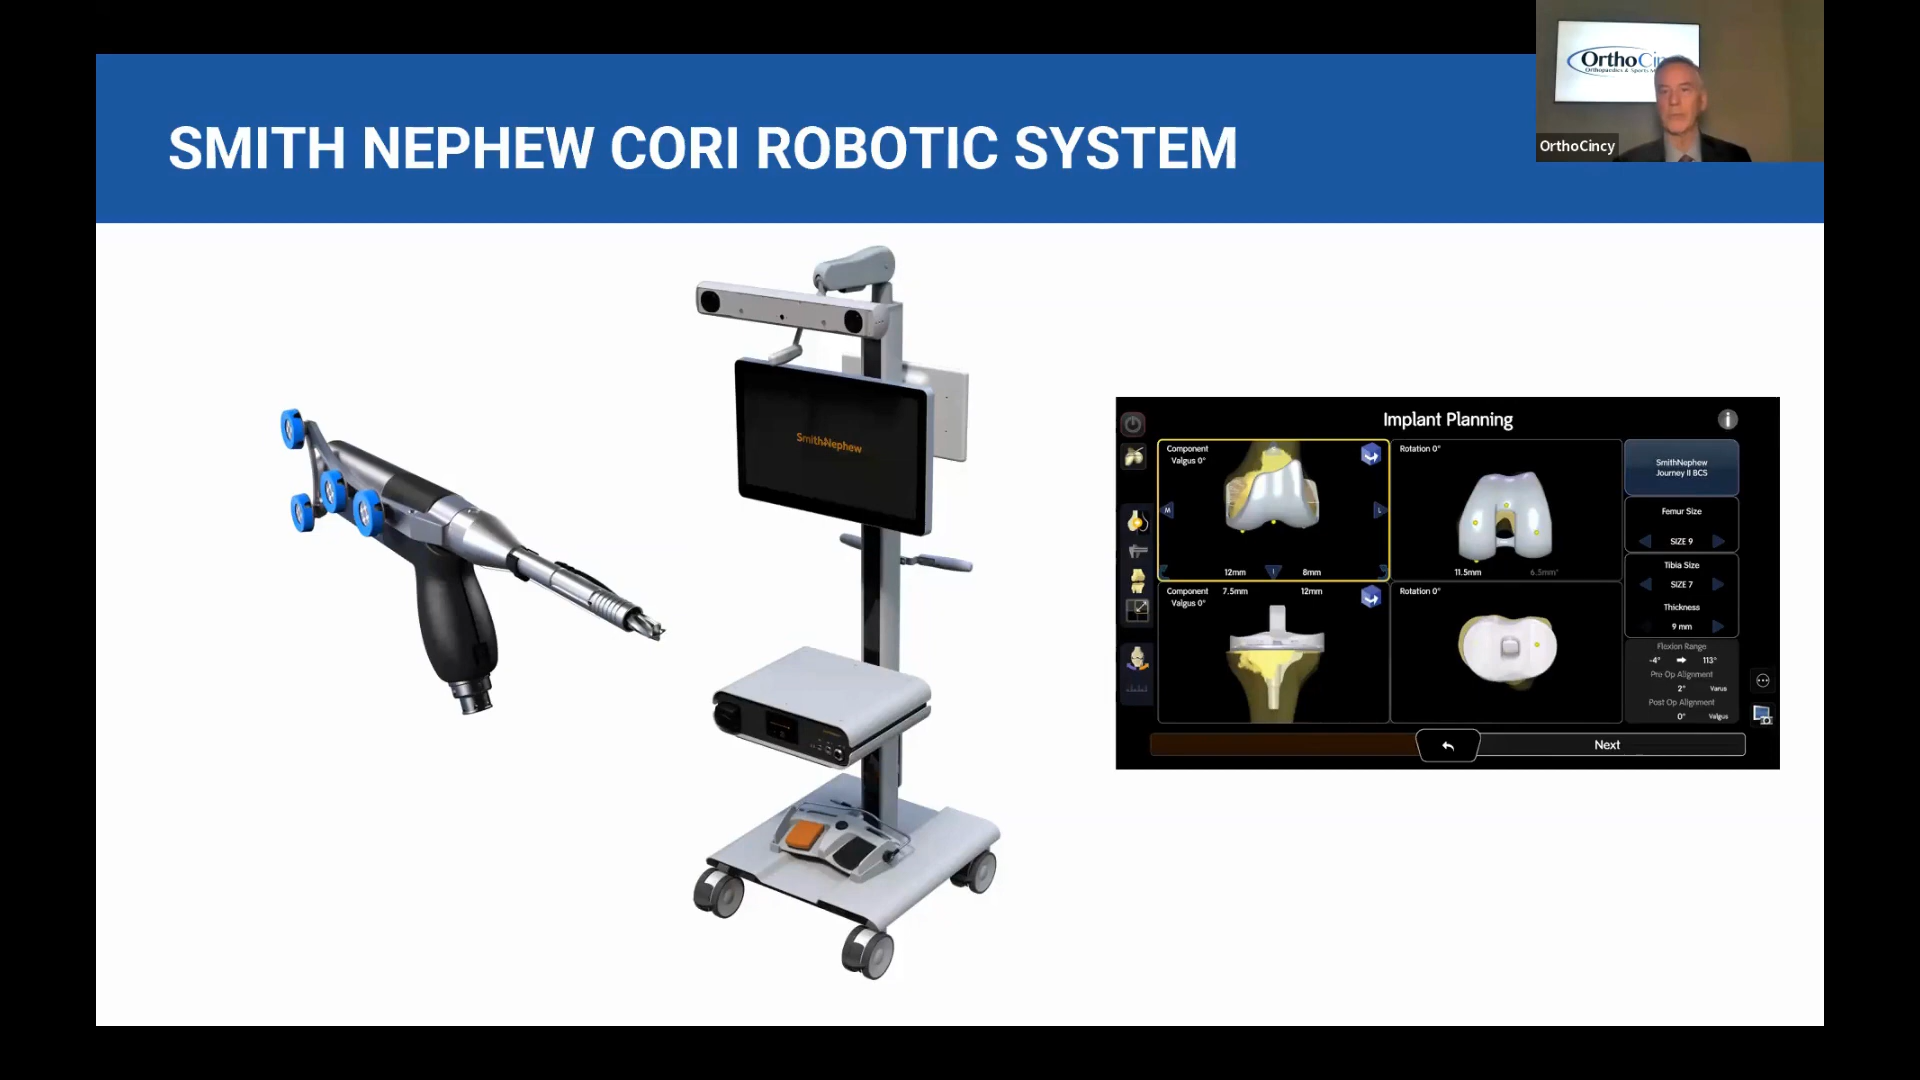 SMITH NEPHEW CORI ROBOTIC SYSTEM
OrthoCi
Orthopaedics & Sports M
OrthoCincy
SmithNephew
Implant Planning
i
Component
Valgus 0°
M
L
12mm
8mm
Rotation 0°
11.5mm
6.5mm°
SmithNephew
Journey II BCS
Femur Size
SIZE 9
Tibia Size
SIZE 7
Thickness
9 mm
Component
Valgus 0°
7.5mm
12mm
Rotation 0°
Flexion Range
-4°
113°
Pre Op Alignment
2° Varus
Post Op Alignment
0° Valgus
Next